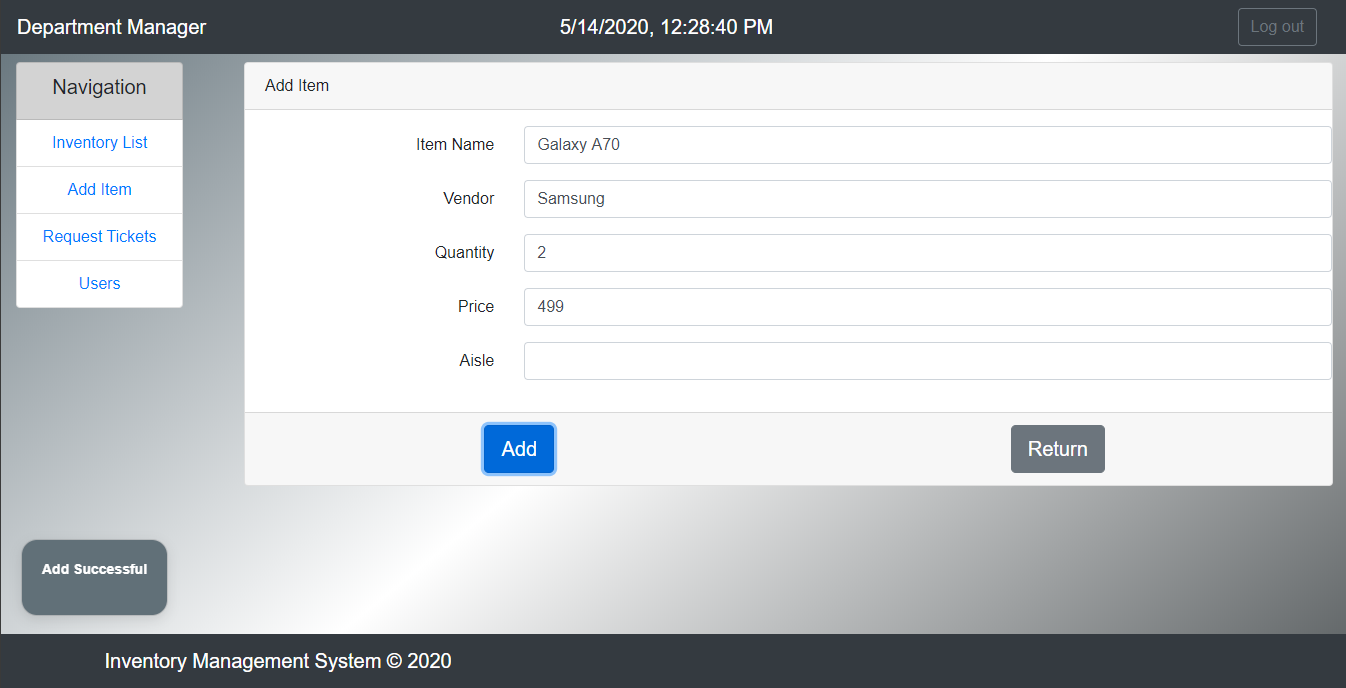 Department Manager
5/14/2020, 12:28:40 PM
Log out
Navigation
Inventory List
Add Item
Request Tickets
Users
Add Item
Item Name
Galaxy A70
Vendor
Samsung
Quantity
2
Price
499
Aisle
Add
Return
Add Successful
Inventory Management System © 2020